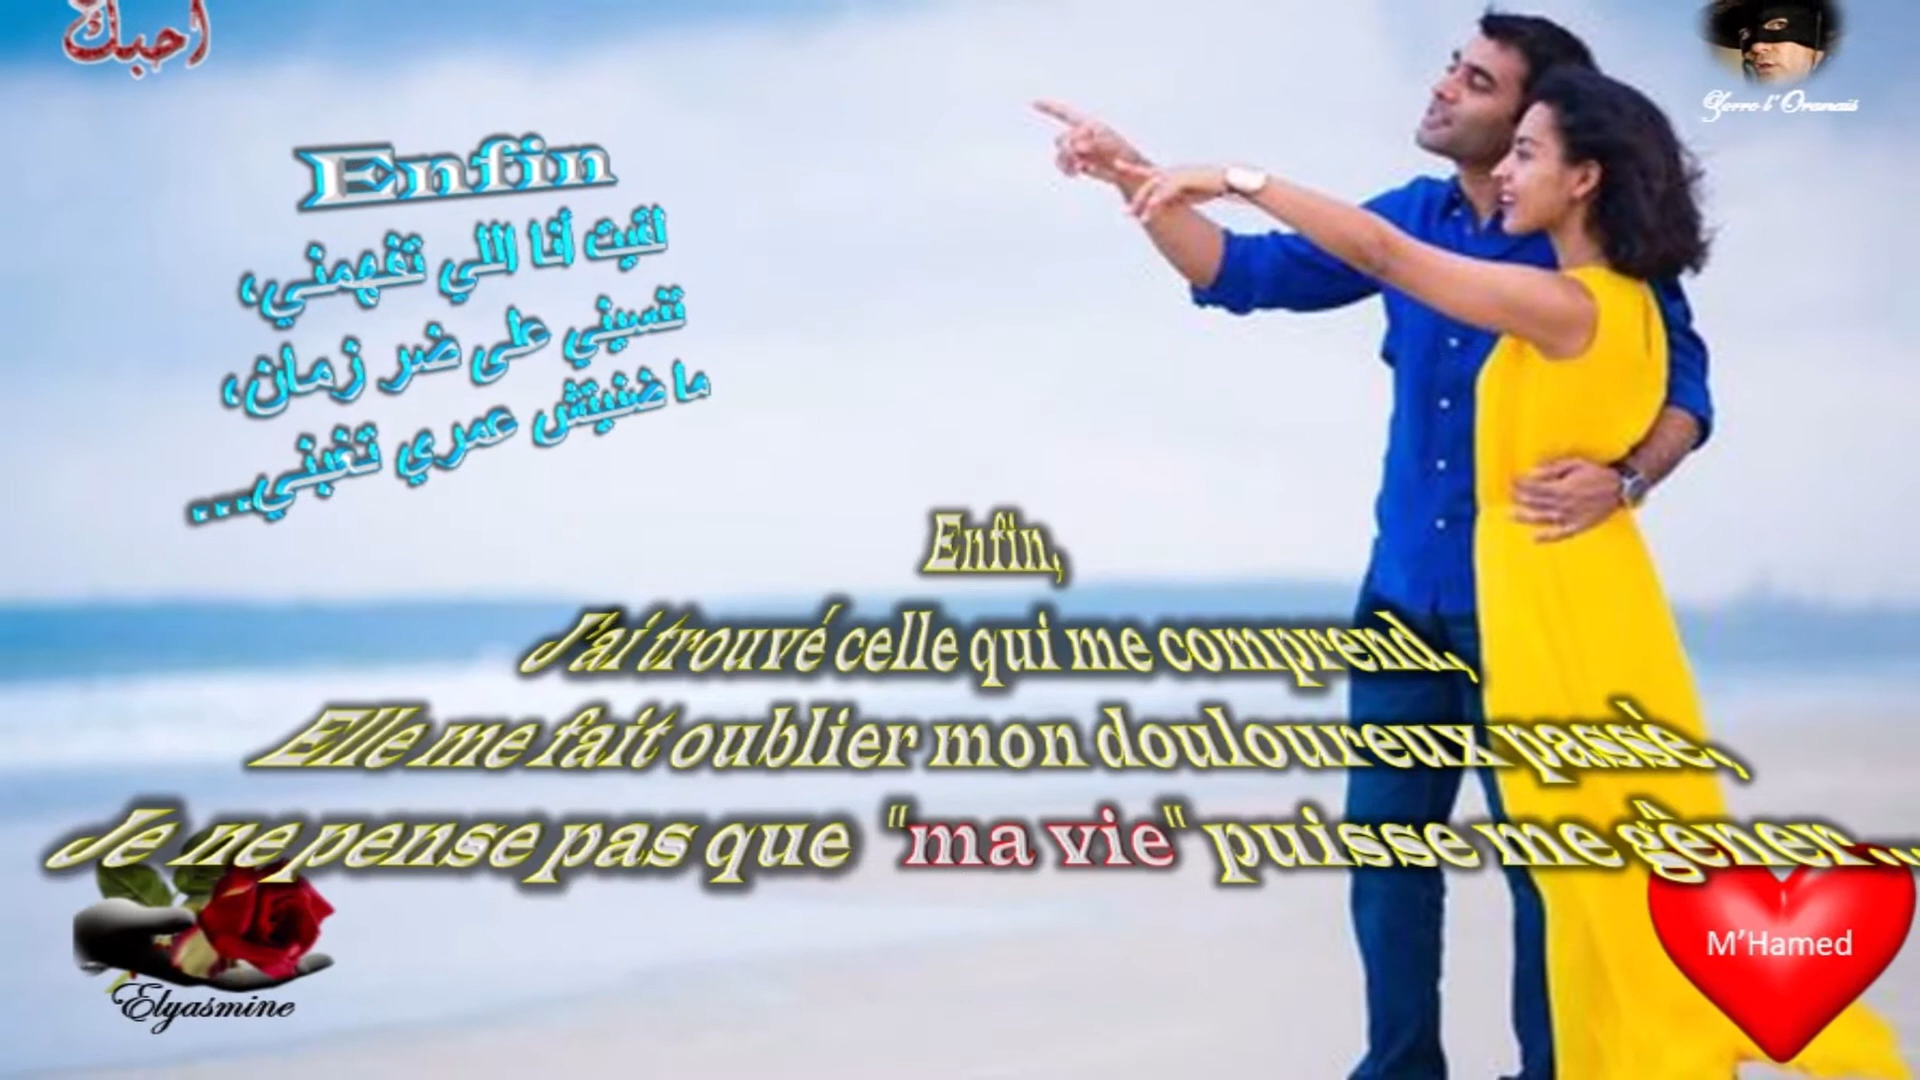 احبك
Zorro l'Oranais
Enfin
لقيت أنا اللي تفهمني،
تنسيني على ضر زمان،
ما ضنيتش عمري تغبني...
Enfin,
J'ai trouvé celle qui me comprend,
Elle me fait oublier mon douloureux passé,
Je ne pense pas que "ma vie" puisse me gêner...
M'Hamed
Elyasmine